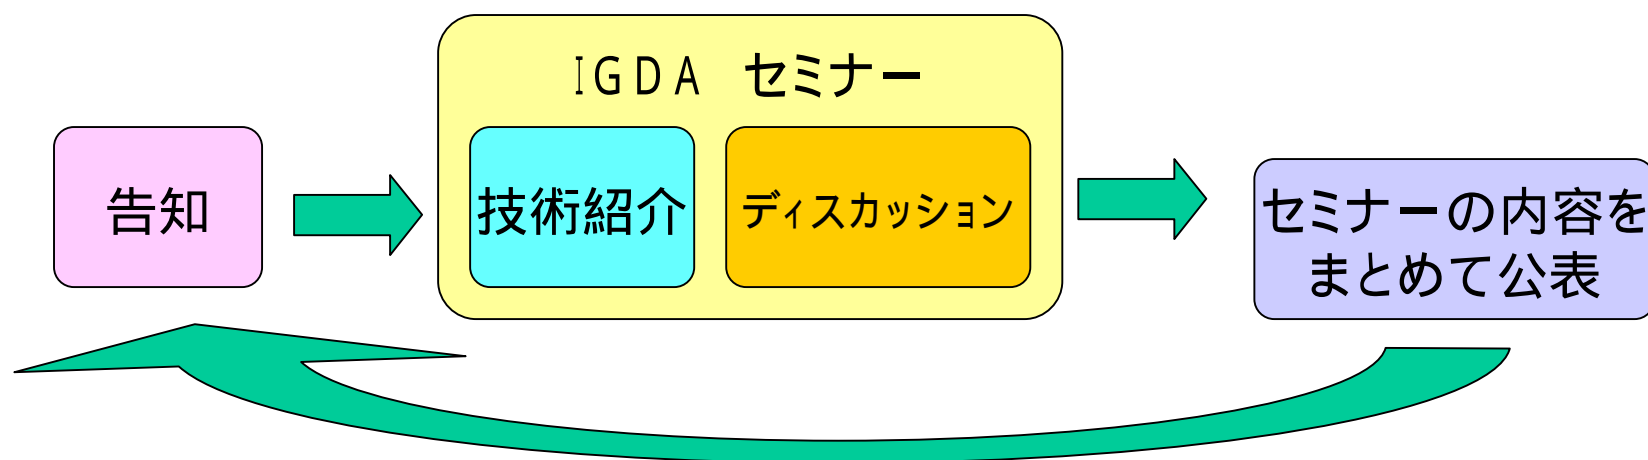 IGDA セミナー
告知
技術紹介
ディスカッション
セミナーの内容を
まとめて公表